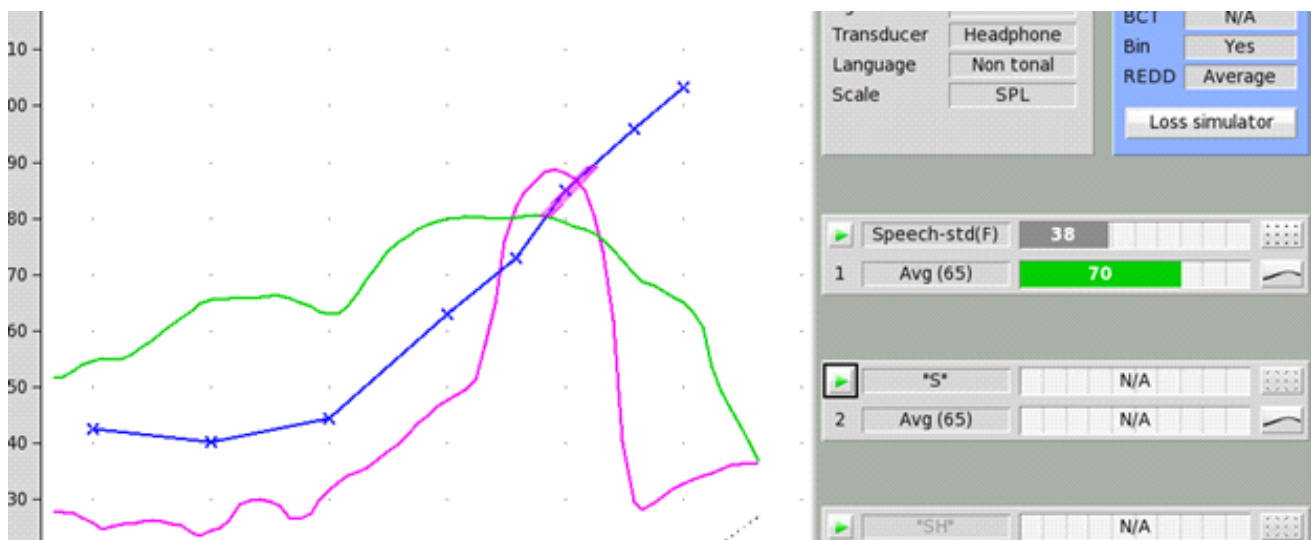 10
00
90
80
70
60
50
40
30
Transducer Headphone
Language Non tonal
Scale SPL
BCT N/A
Bin Yes
REDD Average
Loss simulator
Speech-std(F) 38
1 Avg (65) 70
"S" N/A
2 Avg (65) N/A
"SH" N/A